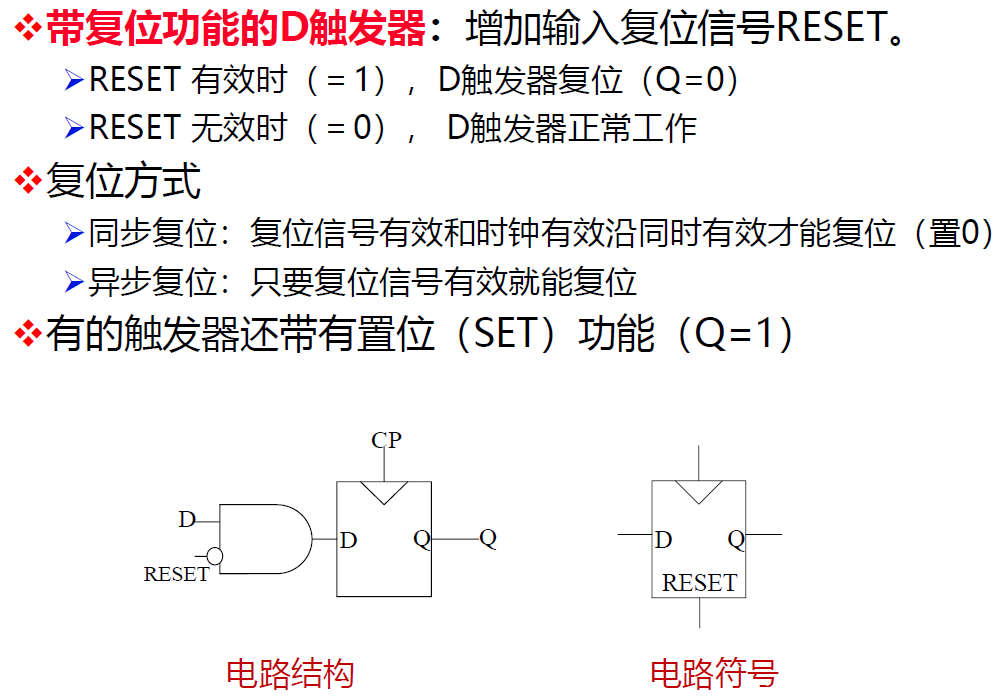 ❖带复位功能的D触发器：增加输入复位信号RESET。
➢RESET 有效时（＝1），D触发器复位（Q=0）
➢RESET 无效时（＝0）， D触发器正常工作
❖复位方式
➢同步复位：复位信号有效和时钟有效沿同时有效才能复位（置0）
➢异步复位：只要复位信号有效就能复位
❖有的触发器还带有置位（SET）功能（Q=1）
CP
D
RESET
D
Q
Q
D
Q
RESET
电路结构
电路符号